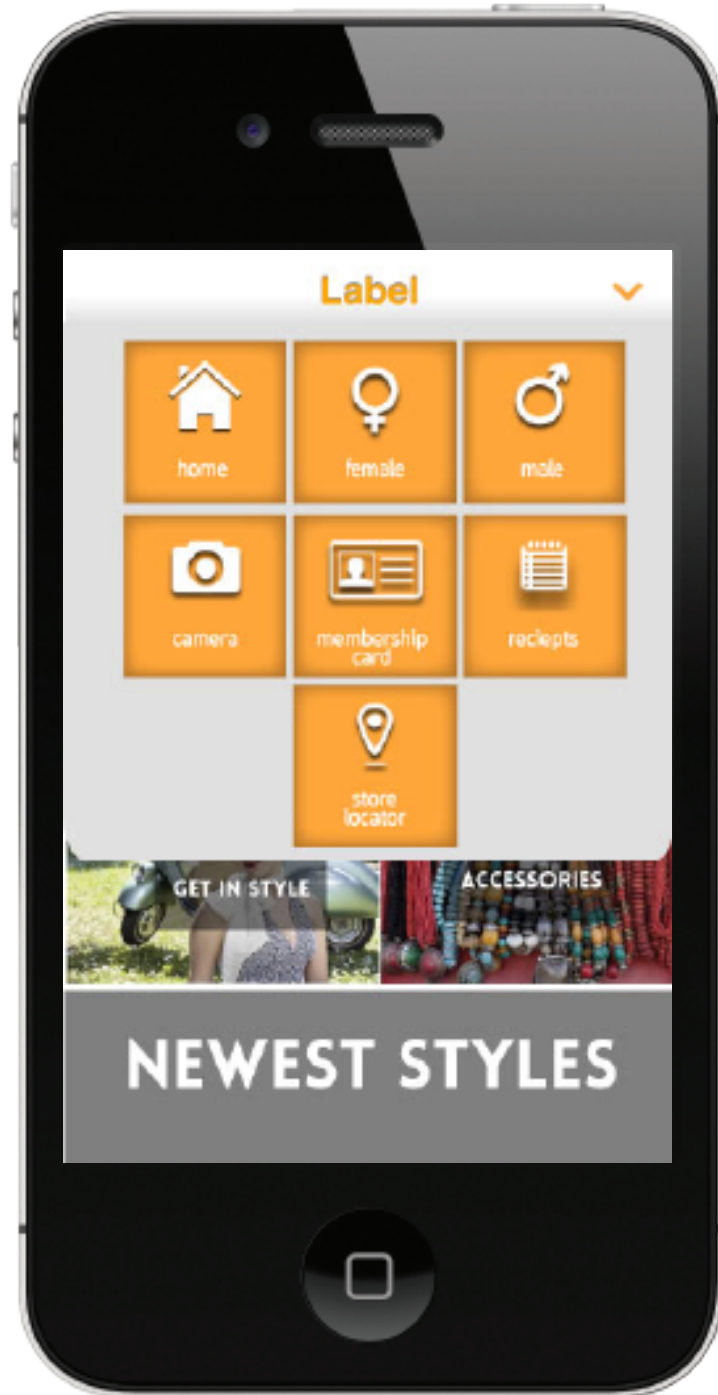 Label
home
female
male
camera
membership
card
reciepts
store
locator
GET IN STYLE
ACCESSORIES
NEWEST STYLES